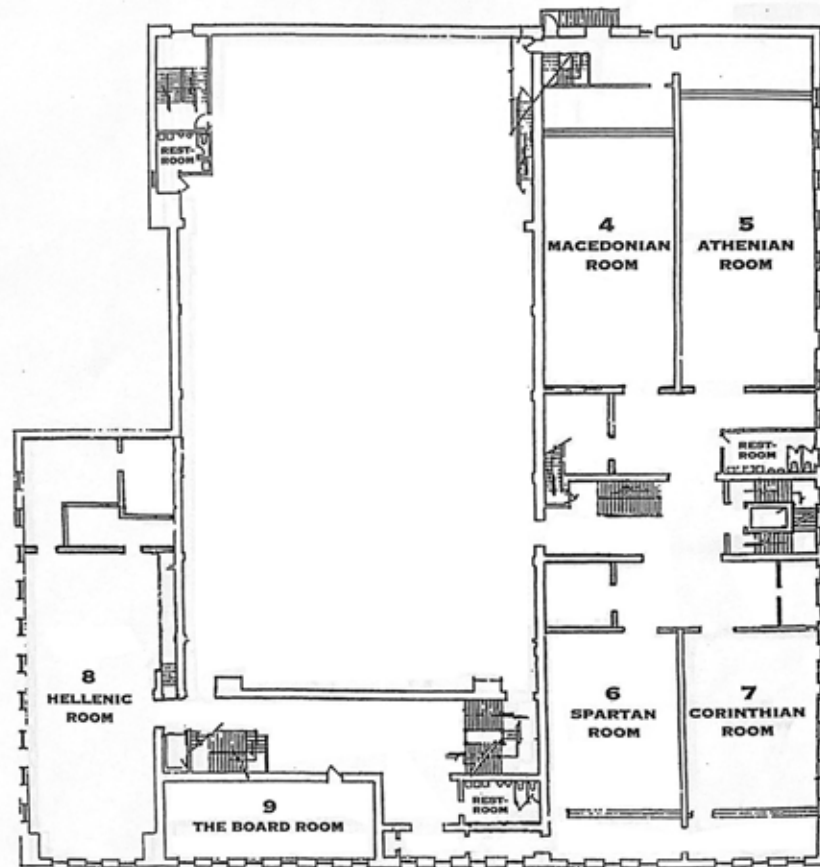 REST-
ROOM
4
MACEDONIAN
ROOM
5
ATHENIAN
ROOM
REST-
ROOM
8
HELLENIC
ROOM
6
SPARTAN
ROOM
7
CORINTHIAN
ROOM
9
THE BOARD ROOM
REST-
ROOM